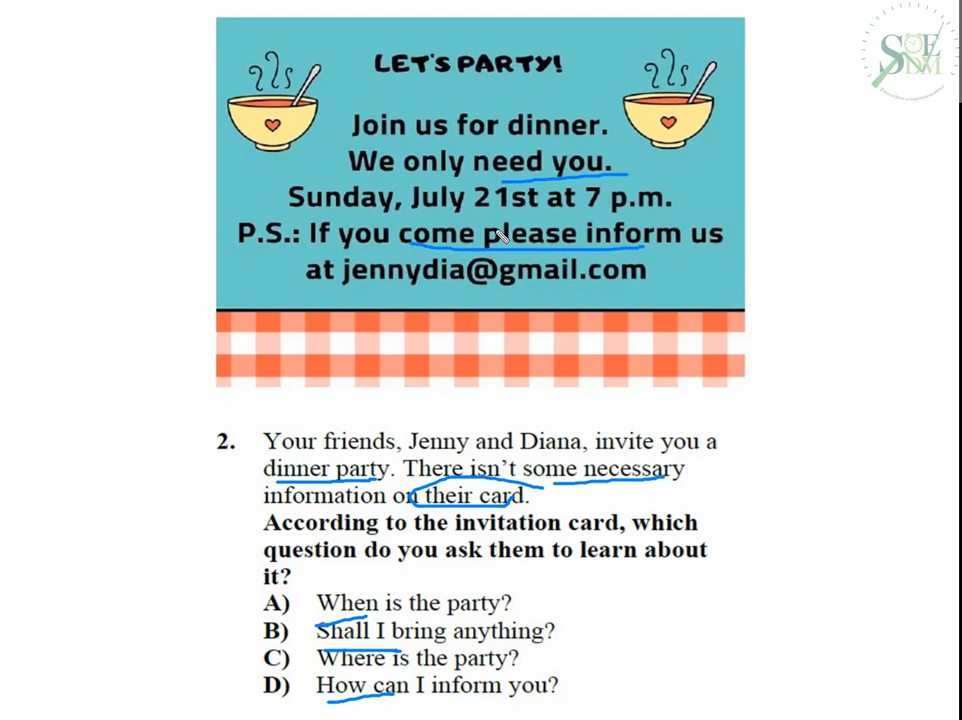 SOE
DM
LET'S PARTY!
Join us for dinner.
We only need you.
Sunday, July 21st at 7 p.m.
P.S.: If you come please inform us
at jennydia@gmail.com
2. Your friends, Jenny and Diana, invite you a
dinner party. There isn't some necessary
information on their card.
According to the invitation card, which
question do you ask them to learn about
it?
A) When is the party?
B) Shall I bring anything?
C) Where is the party?
D) How can I inform you?